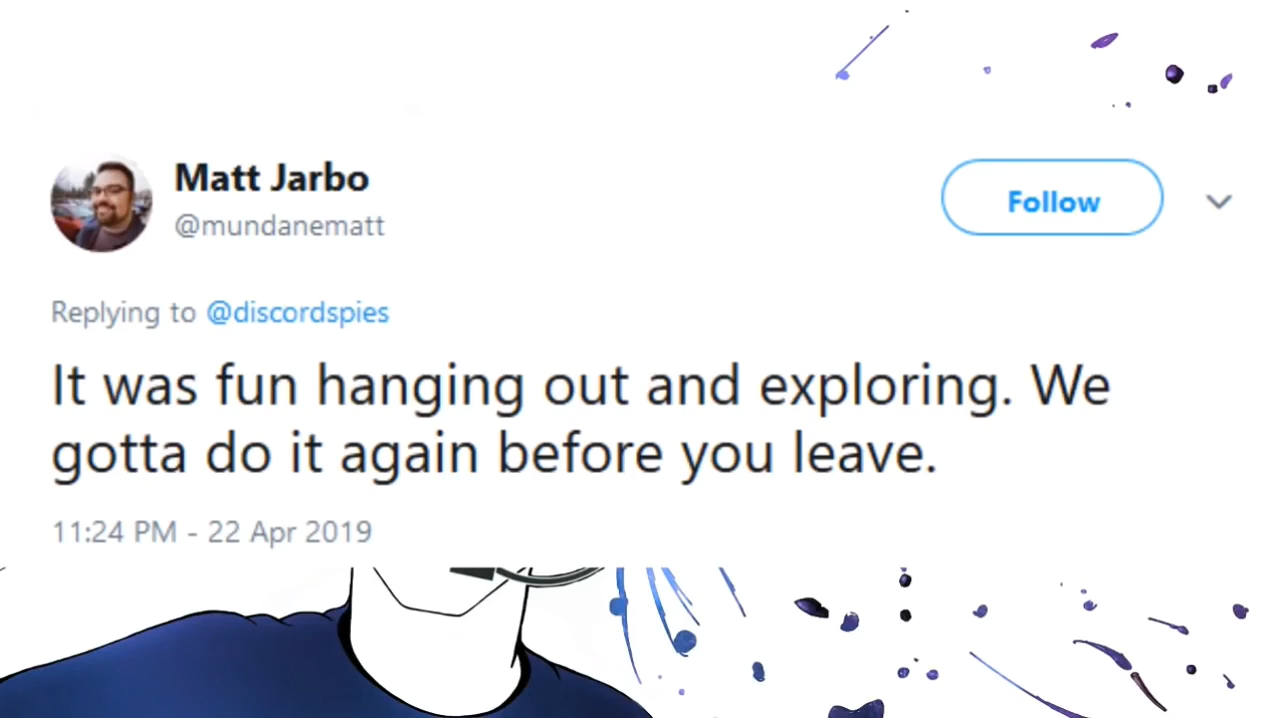 Matt Jarbo
@mundanematt
Follow
Replying to @discordspies
It was fun hanging out and exploring. We
gotta do it again before you leave.
11:24 PM - 22 Apr 2019